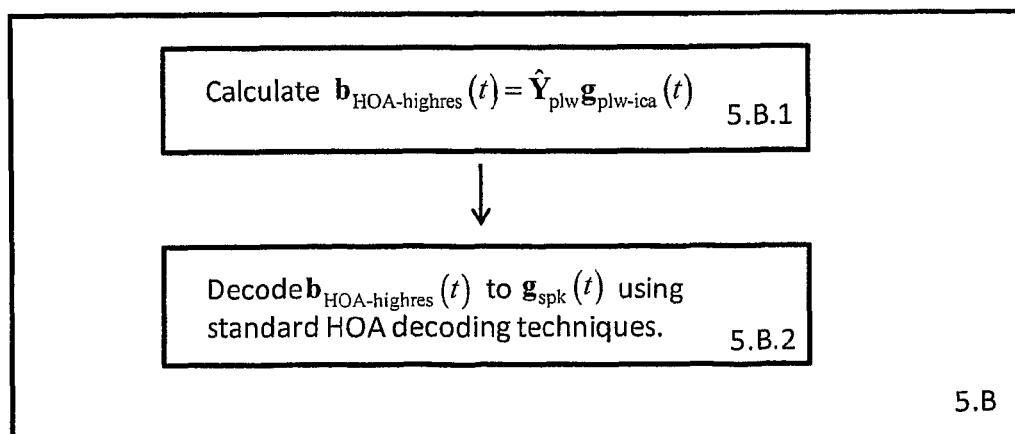 Calculate b_HOA-highres(t) = Ŷ_plw g_plw-ica(t)
5.B.1
Decode b_HOA-highres(t) to g_spk(t) using
standard HOA decoding techniques.
5.B.2
5.B